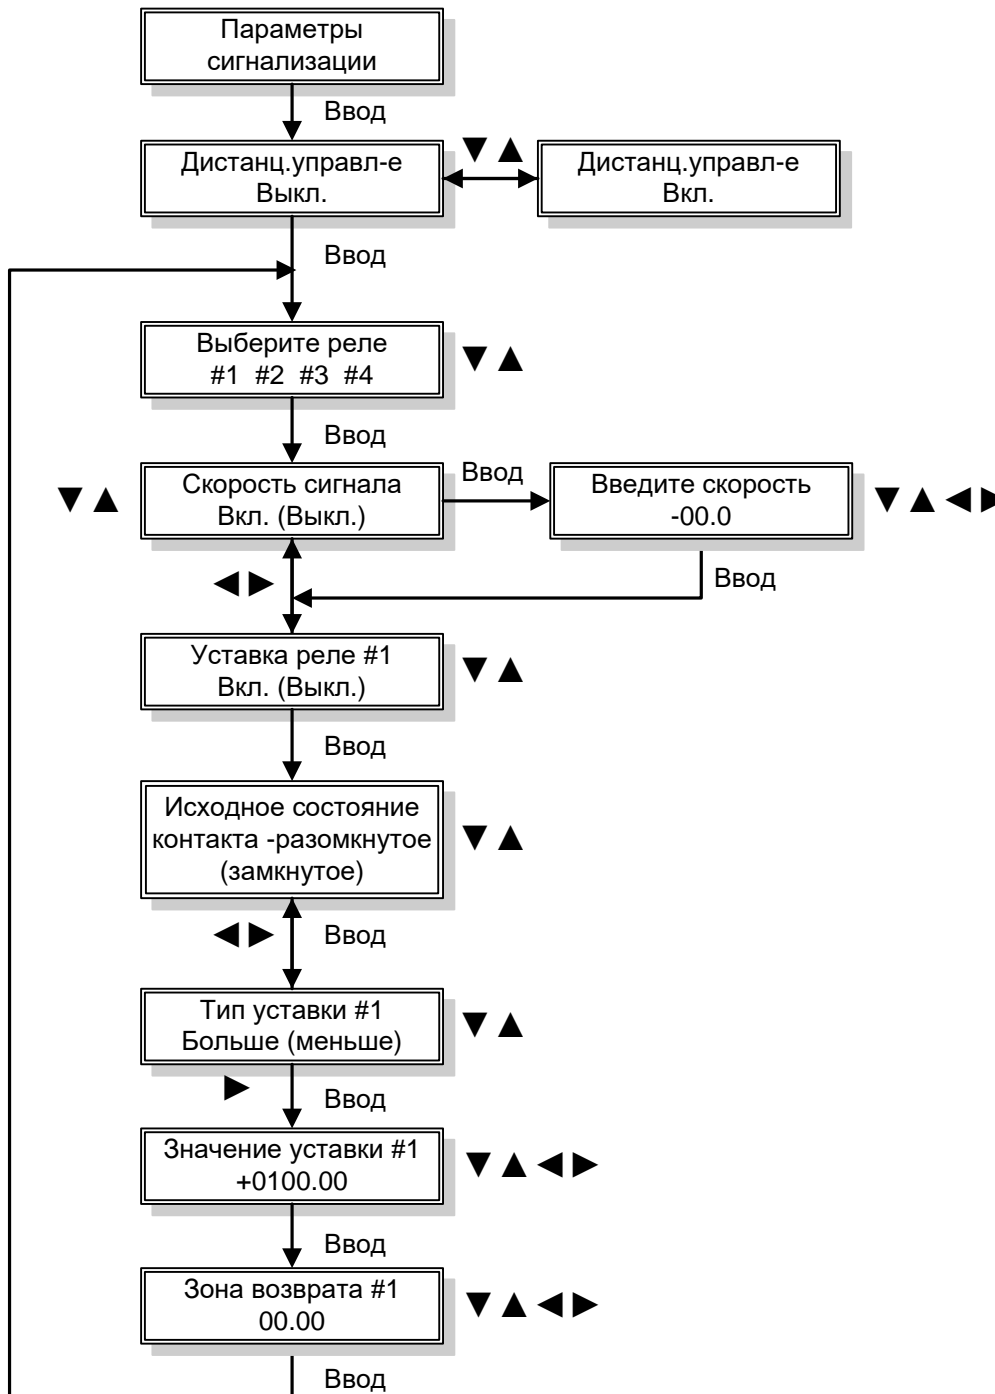 Параметры
сигнализации
Ввод
Дистанц.управл-е
Выкл.
▼ ▲
Дистанц.управл-е
Вкл.
Ввод
Выберите реле
#1 #2 #3 #4
▼ ▲
Ввод
▼ ▲
Скорость сигнала
Вкл. (Выкл.)
Ввод
Введите скорость
-00.0
▼ ▲ ◄ ►
◄ ►
Ввод
Уставка реле #1
Вкл. (Выкл.)
▼ ▲
Ввод
Исходное состояние
контакта -разомкнутое
(замкнутое)
▼ ▲
◄ ►
Ввод
Тип уставки #1
Больше (меньше)
▼ ▲
►
Ввод
Значение уставки #1
+0100.00
▼ ▲ ◄ ►
Ввод
Зона возврата #1
00.00
▼ ▲ ◄ ►
Ввод